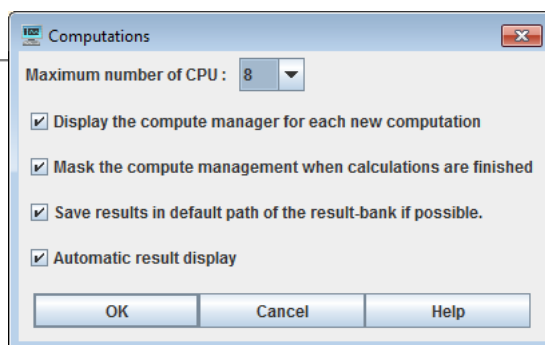 Computations
Maximum number of CPU : 8
Display the compute manager for each new computation
Mask the compute management when calculations are finished
Save results in default path of the result-bank if possible.
Automatic result display
OK Cancel Help